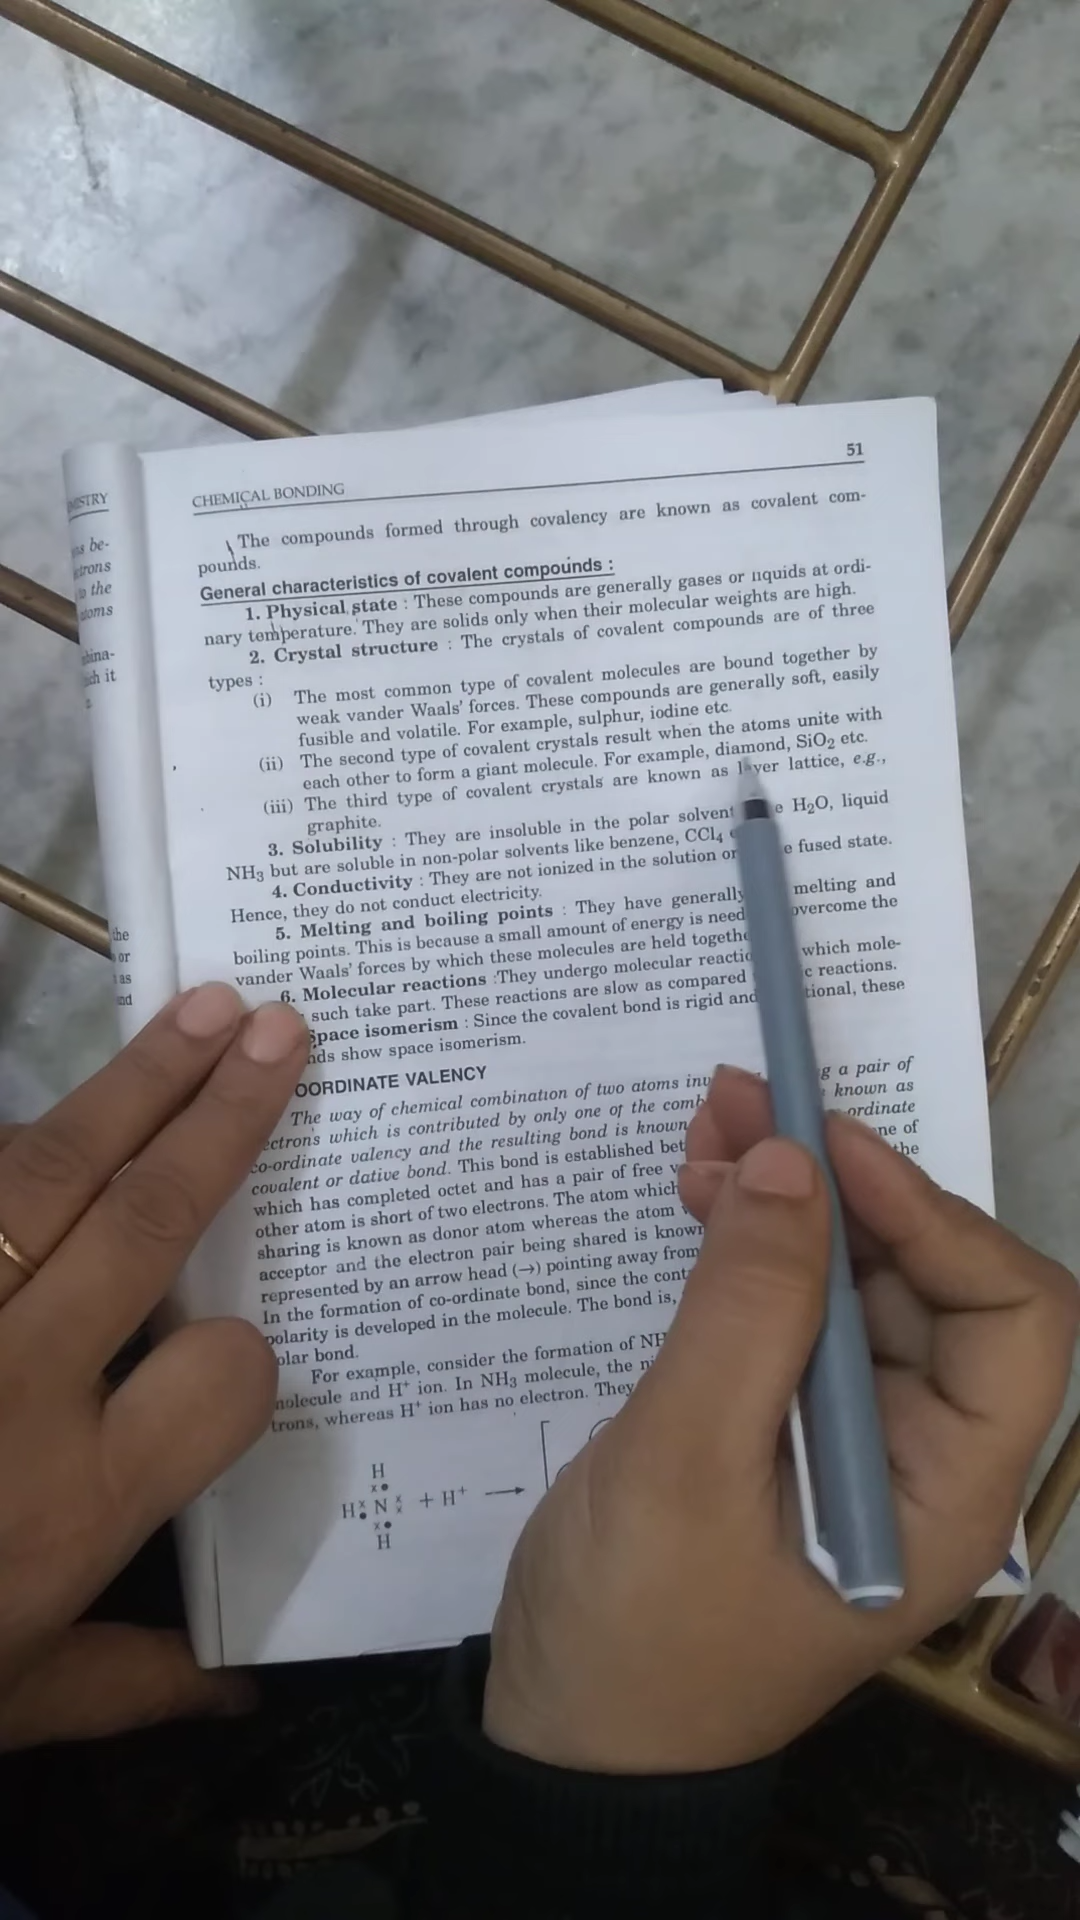 51
CHEMICAL BONDING
The compounds formed through covalency are known as covalent com-
pounds.
General characteristics of covalent compounds :
1. Physical state : These compounds are generally gases or liquids at ordi-
nary temperature. They are solids only when their molecular weights are high.
2. Crystal structure : The crystals of covalent compounds are of three
types :
(i) The most common type of covalent molecules are bound together by
weak vander Waals' forces. These compounds are generally soft, easily
fusible and volatile. For example, sulphur, iodine etc.
(ii) The second type of covalent crystals result when the atoms unite with
each other to form a giant molecule. For example, diamond, SiO2 etc.
(iii) The third type of covalent crystals are known as layer lattice, e.g.,
graphite.
3. Solubility : They are insoluble in the polar solvent e H2O, liquid
NH3 but are soluble in non-polar solvents like benzene, CCl4
4. Conductivity : They are not ionized in the solution or e fused state.
Hence, they do not conduct electricity.
5. Melting and boiling points : They have generally melting and
boiling points. This is because a small amount of energy is need overcome the
vander Waals' forces by which these molecules are held togethe which mole-
6. Molecular reactions :They undergo molecular reactio c reactions.
such take part. These reactions are slow as compared
Space isomerism : Since the covalent bond is rigid and tional, these
nds show space isomerism.
OORDINATE VALENCY
The way of chemical combination of two atoms inv g a pair of
ectrons which is contributed by only one of the comb known as
co-ordinate valency and the resulting bond is known ordinate
covalent or dative bond. This bond is established bet ne of
which has completed octet and has a pair of free the
other atom is short of two electrons. The atom which
sharing is known as donor atom whereas the atom
acceptor and the electron pair being shared is known
represented by an arrow head (→) pointing away from
In the formation of co-ordinate bond, since the cont
polarity is developed in the molecule. The bond is,
olar bond.
For example, consider the formation of NH
molecule and H+ ion. In NH3 molecule, the ni
trons, whereas H+ ion has no electron. They
H
H N + H+ →
H
MISTRY
ns be-
ctrons
to the
atoms
bina-
ch it
the
or
as
nd